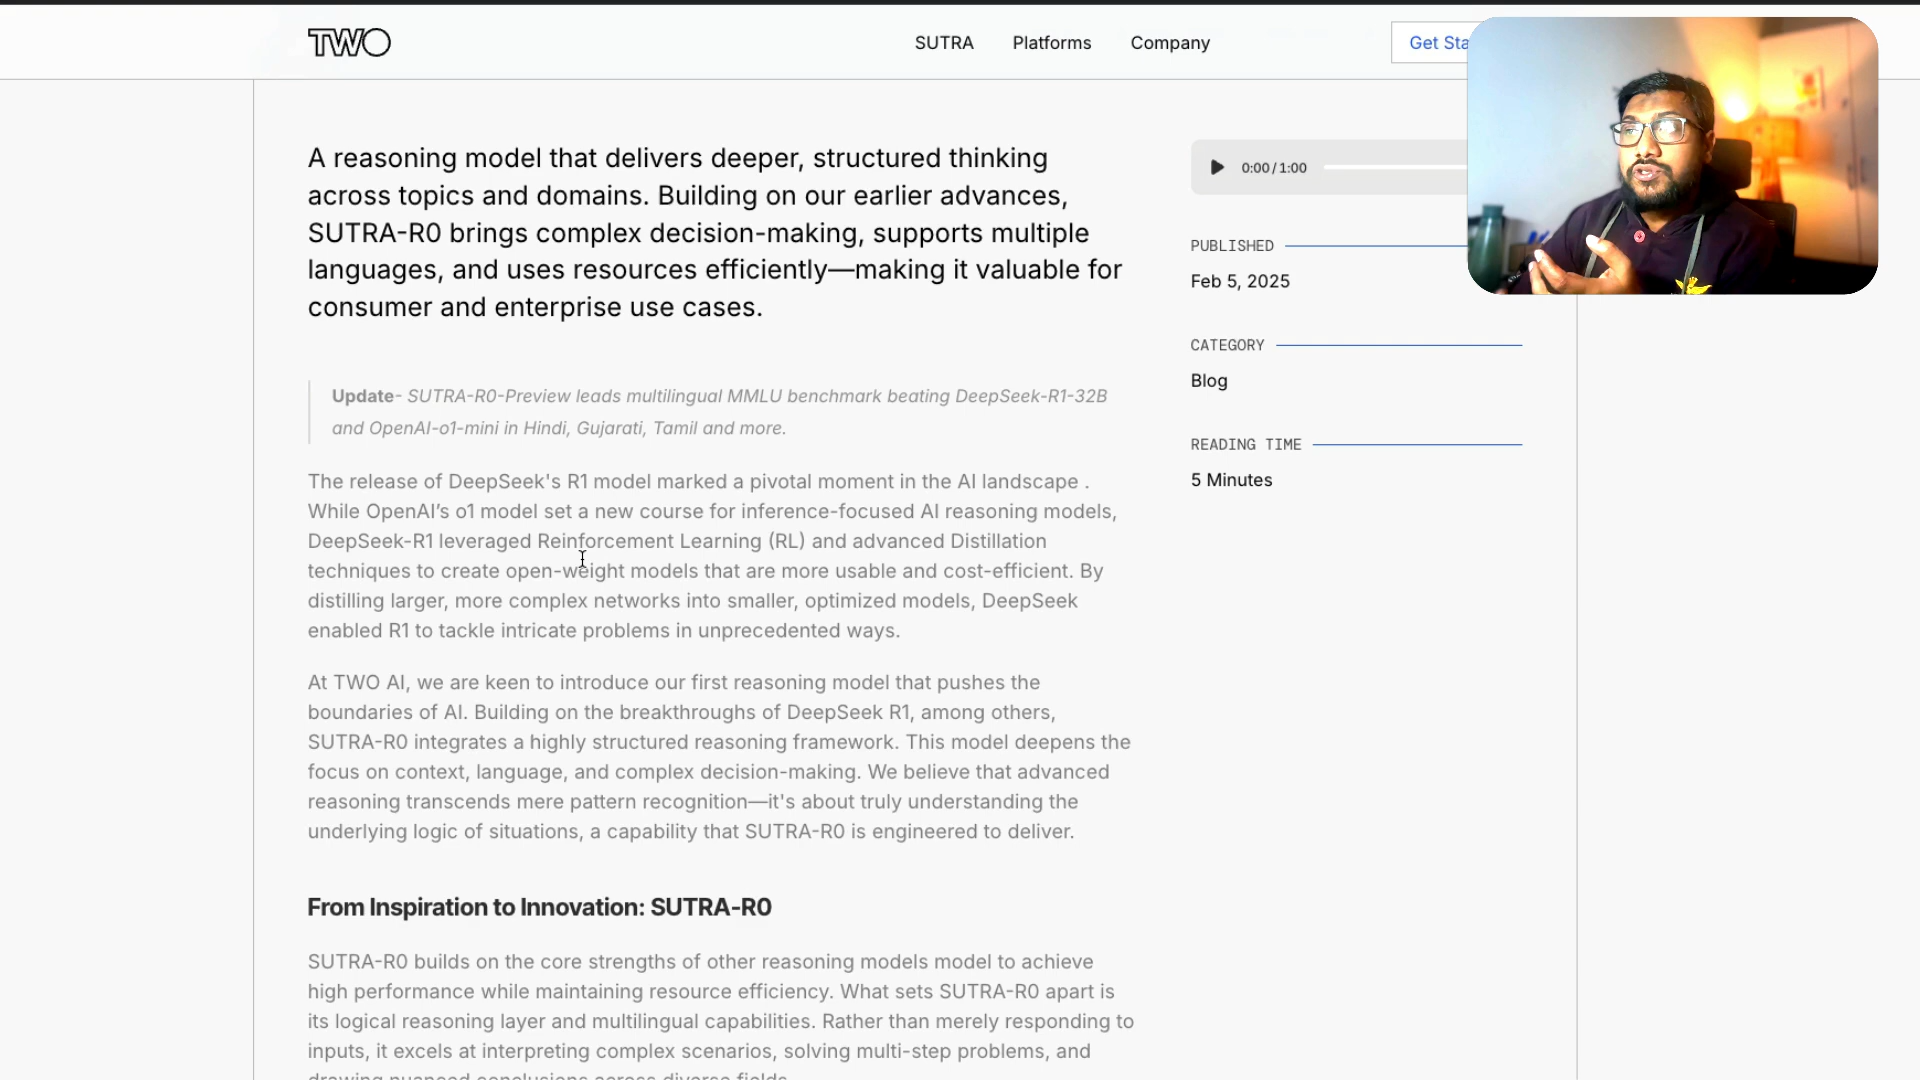 TWO
SUTRA
Platforms
Company
Get Sta
A reasoning model that delivers deeper, structured thinking
across topics and domains. Building on our earlier advances,
SUTRA-R0 brings complex decision-making, supports multiple
languages, and uses resources efficiently—making it valuable for
consumer and enterprise use cases.
Update- SUTRA-R0-Preview leads multilingual MMLU benchmark beating DeepSeek-R1-32B
and OpenAI-o1-mini in Hindi, Gujarati, Tamil and more.
The release of DeepSeek's R1 model marked a pivotal moment in the AI landscape .
While OpenAI’s o1 model set a new course for inference-focused AI reasoning models,
DeepSeek-R1 leveraged Reinforcement Learning (RL) and advanced Distillation
techniques to create open-weight models that are more usable and cost-efficient. By
distilling larger, more complex networks into smaller, optimized models, DeepSeek
enabled R1 to tackle intricate problems in unprecedented ways.
At TWO AI, we are keen to introduce our first reasoning model that pushes the
boundaries of AI. Building on the breakthroughs of DeepSeek R1, among others,
SUTRA-R0 integrates a highly structured reasoning framework. This model deepens the
focus on context, language, and complex decision-making. We believe that advanced
reasoning transcends mere pattern recognition—it's about truly understanding the
underlying logic of situations, a capability that SUTRA-R0 is engineered to deliver.
From Inspiration to Innovation: SUTRA-R0
SUTRA-R0 builds on the core strengths of other reasoning models model to achieve
high performance while maintaining resource efficiency. What sets SUTRA-R0 apart is
its logical reasoning layer and multilingual capabilities. Rather than merely responding to
inputs, it excels at interpreting complex scenarios, solving multi-step problems, and
drawing nuanced conclusions across diverse fields.
0:00 / 1:00
PUBLISHED
Feb 5, 2025
CATEGORY
Blog
READING TIME
5 Minutes